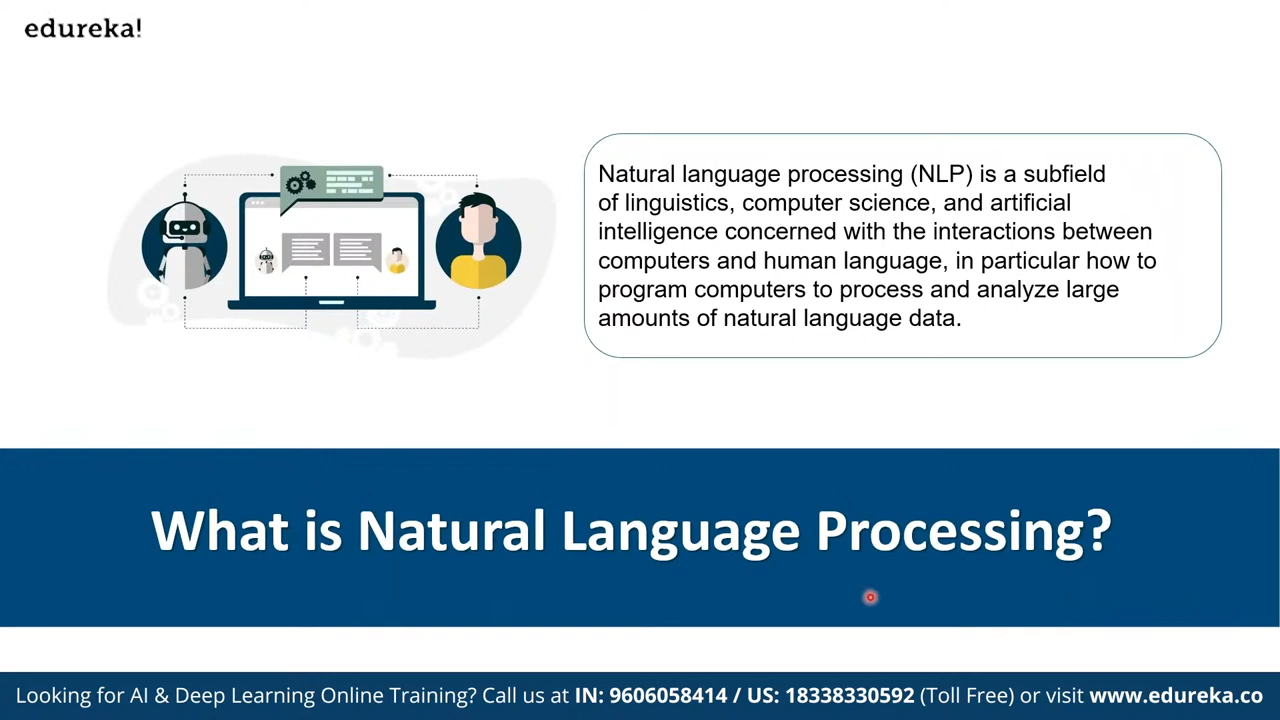 edureka!
Natural language processing (NLP) is a subfield
of linguistics, computer science, and artificial
intelligence concerned with the interactions between
computers and human language, in particular how to
program computers to process and analyze large
amounts of natural language data.
What is Natural Language Processing?
Looking for AI & Deep Learning Online Training? Call us at IN: 9606058414 / US: 18338330592 (Toll Free) or visit www.edureka.co